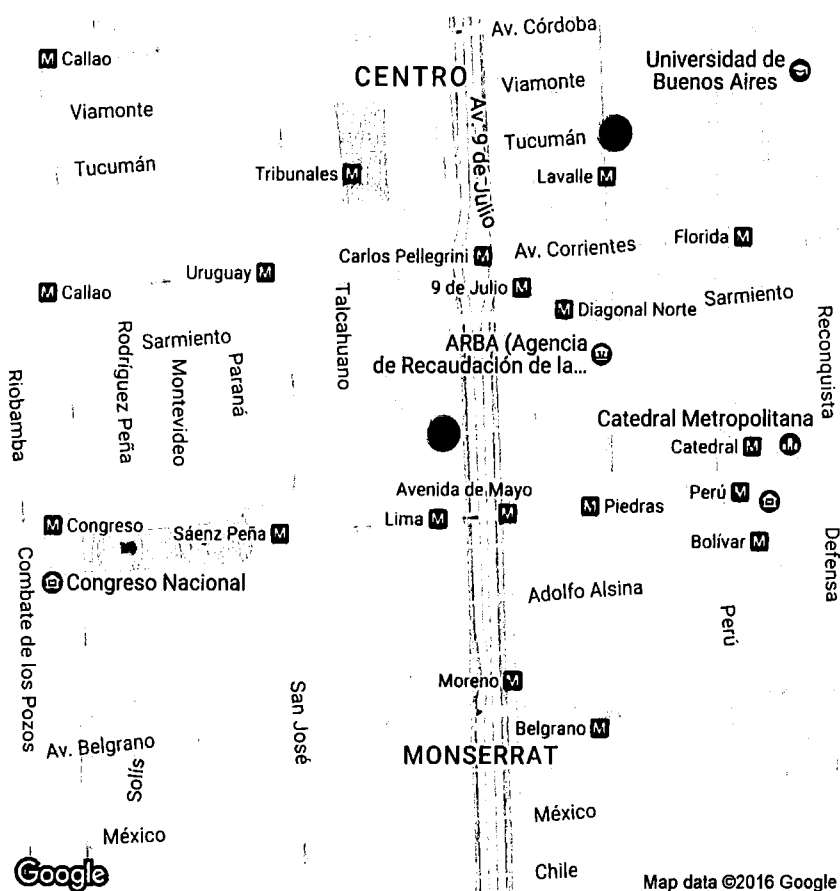 Av. Córdoba
Callao
CENTRO
Universidad de
Buenos Aires
Viamonte
Viamonte
Av. 9 de Julio
Tucumán
Tucumán
Tribunales
Lavalle
Carlos Pellegrini
Av. Corrientes
Florida
Uruguay
Callao
9 de Julio
Talcahuano
Diagonal Norte
Sarmiento
Sarmiento
ARBA (Agencia
de Recaudación de la...
Reconquista
Rodríguez Peña
Montevideo
Paraná
Riobamba
Catedral Metropolitana
Catedral
Avenida de Mayo
Perú
Congreso
Sáenz Peña
Lima
Piedras
Bolívar
Defensa
Congreso Nacional
Combate de los Pozos
Adolfo Alsina
Perú
Moreno
San José
Belgrano
Av. Belgrano
Solís
MONSERRAT
México
México
Chile
Google
Map data ©2016 Google